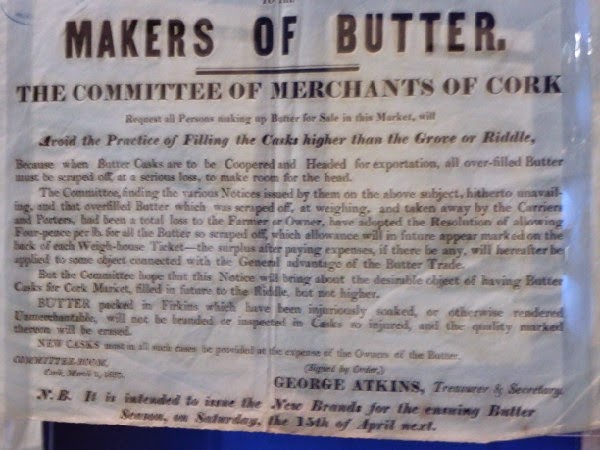 TO THE
MAKERS OF BUTTER.
THE COMMITTEE OF MERCHANTS OF CORK
Request all Persons making up Butter for Sale in this Market, will
Avoid the Practice of Filling the Casks higher than the Grove or Riddle,
Because when Butter Casks are to be Coopered and Headed for exportation, all over-filled Butter
must be scraped off, at a serious loss, to make room for the head.
The Committee, finding the various Notices issued by them on the above subject, hitherto unavail-
ing, and that overfilled Butter which was scraped off, at weighing, and taken away by the Carriers
and Porters, had been a total loss to the Farmer or Owner, have adopted the Resolution of allowing
Four-pence per lb. for all the Butter so scraped off, which allowance will in future appear marked on the
back of each Weigh-house Ticket—the surplus after paying expenses, if there be any, will hereafter be
applied to some object connected with the General advantage of the Butter Trade.
But the Committee hope that this Notice will bring about the desirable object of having Butter
Casks for Cork Market, filled in future to the Riddle, but not higher.
BUTTER packed in Firkins which have been injuriously soaked, or otherwise rendered
Unmerchantable, will not be branded or inspected in Casks so injured, and the quality marked
thereon will be erased.
NEW CASKS must in all such cases be provided at the expense of the Owners of the Butter.
COMMITTEE-ROOM,
(Signed by Order,)
Cork, March
GEORGE ATKINS, Treasurer & Secretary.
N. B. It is intended to issue the New Brands for the ensuing Butter
Season, on Saturday, the 15th of April next.